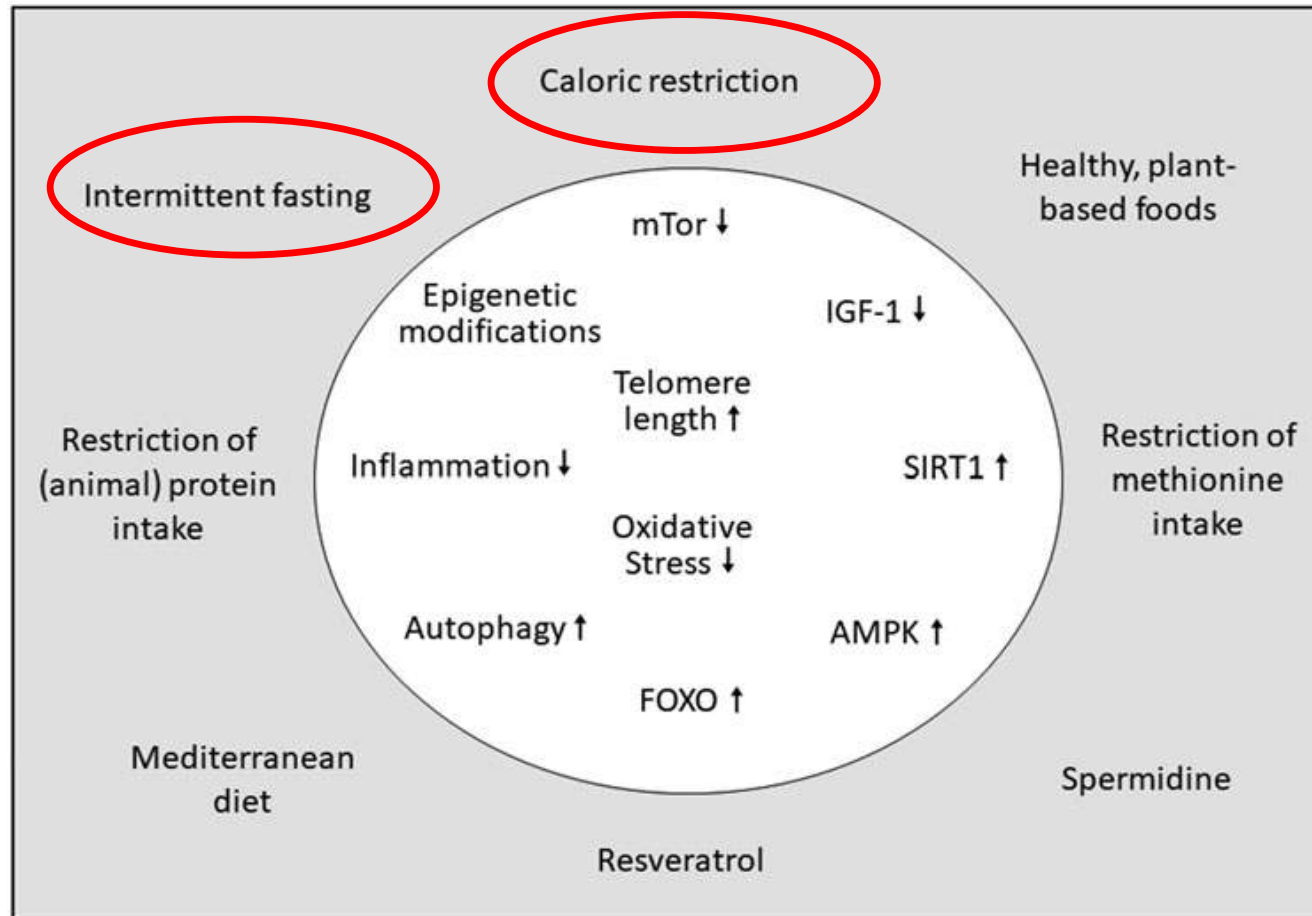 Caloric restriction
Intermittent fasting
Healthy, plant-
based foods
mTor ↓
Epigenetic
modifications
IGF-1 ↓
Telomere
length ↑
Restriction of
(animal) protein
intake
Inflammation ↓
SIRT1 ↑
Restriction of
methionine
intake
Oxidative
Stress ↓
Autophagy ↑
AMPK ↑
FOXO ↑
Mediterranean
diet
Spermidine
Resveratrol